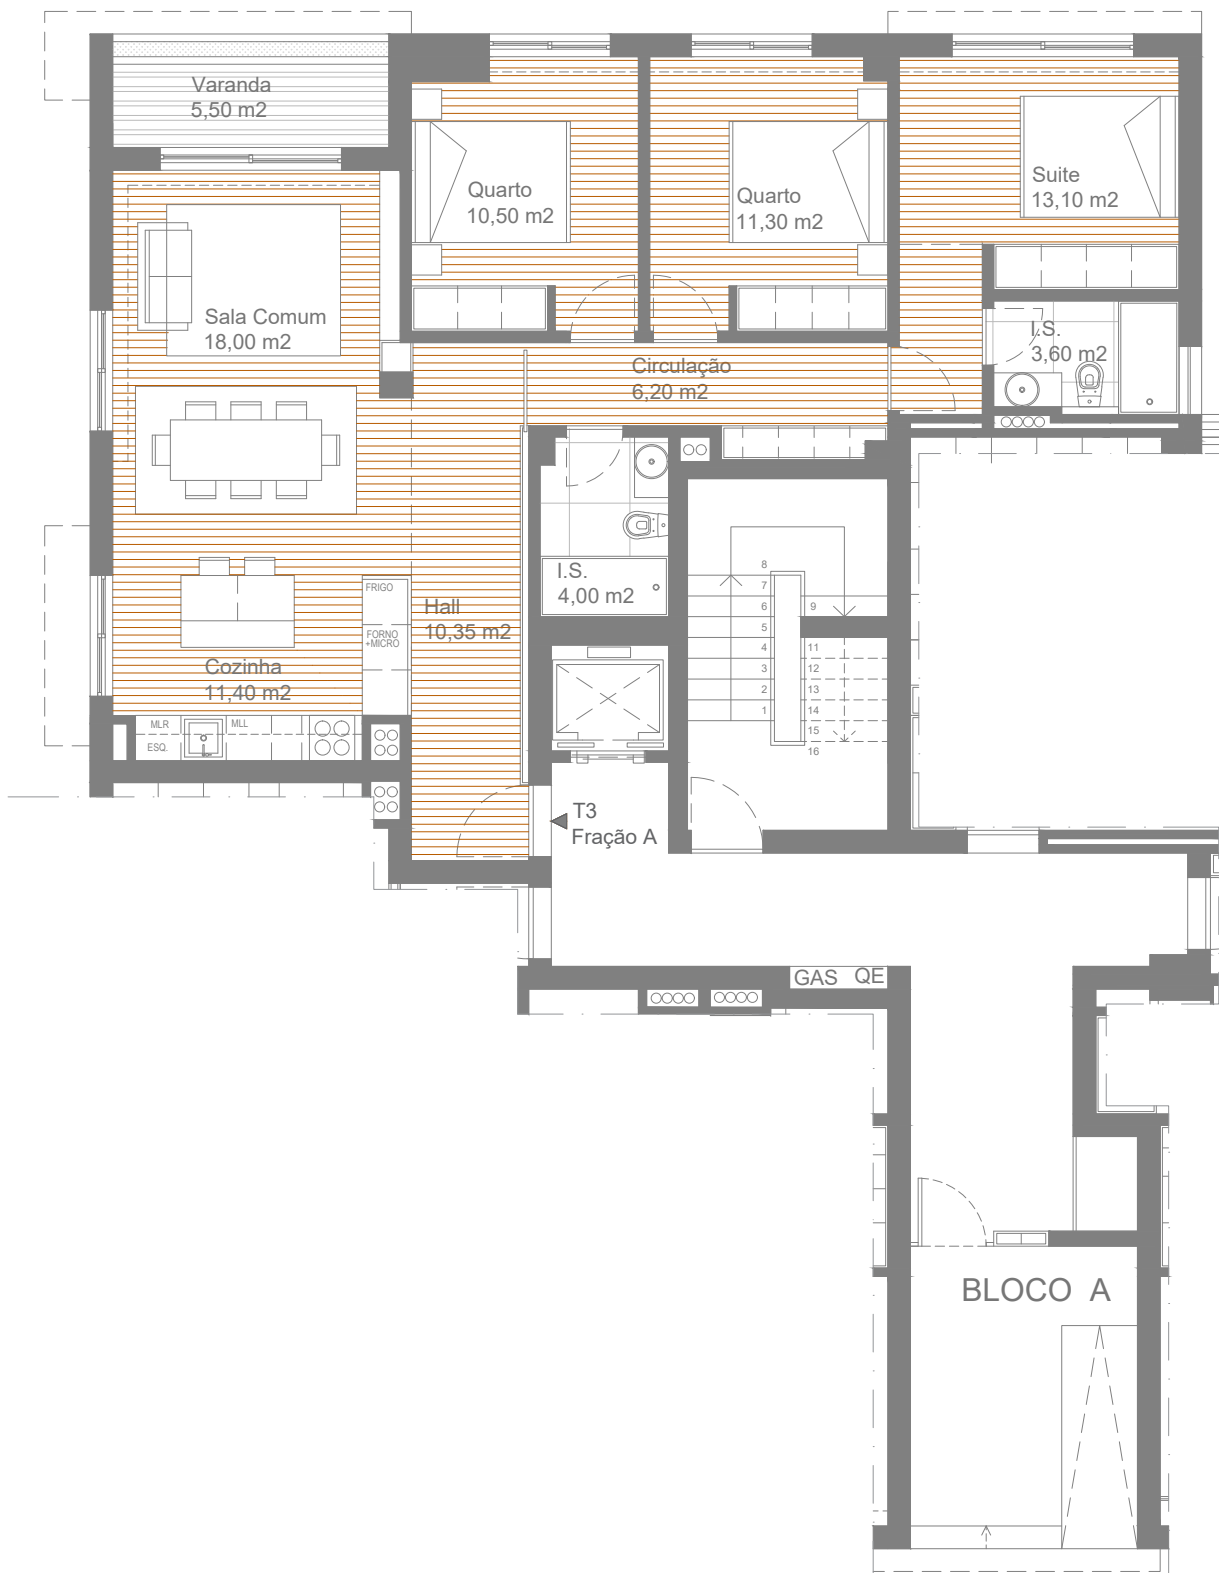 Varanda
5,50 m2
Quarto
10,50 m2
Quarto
11,30 m2
Suite
13,10 m2
Sala Comum
18,00 m2
I.S.
3,60 m2
Circulação
6,20 m2
I.S.
4,00 m2
FRIGO
FORNO
+MICRO
Hall
10,35 m2
Cozinha
11,40 m2
MLR
ESQ.
MLL
8
7
6
5
4
3
2
1
9
11
12
13
14
15
16
T3
Fração A
GAS QE
BLOCO A